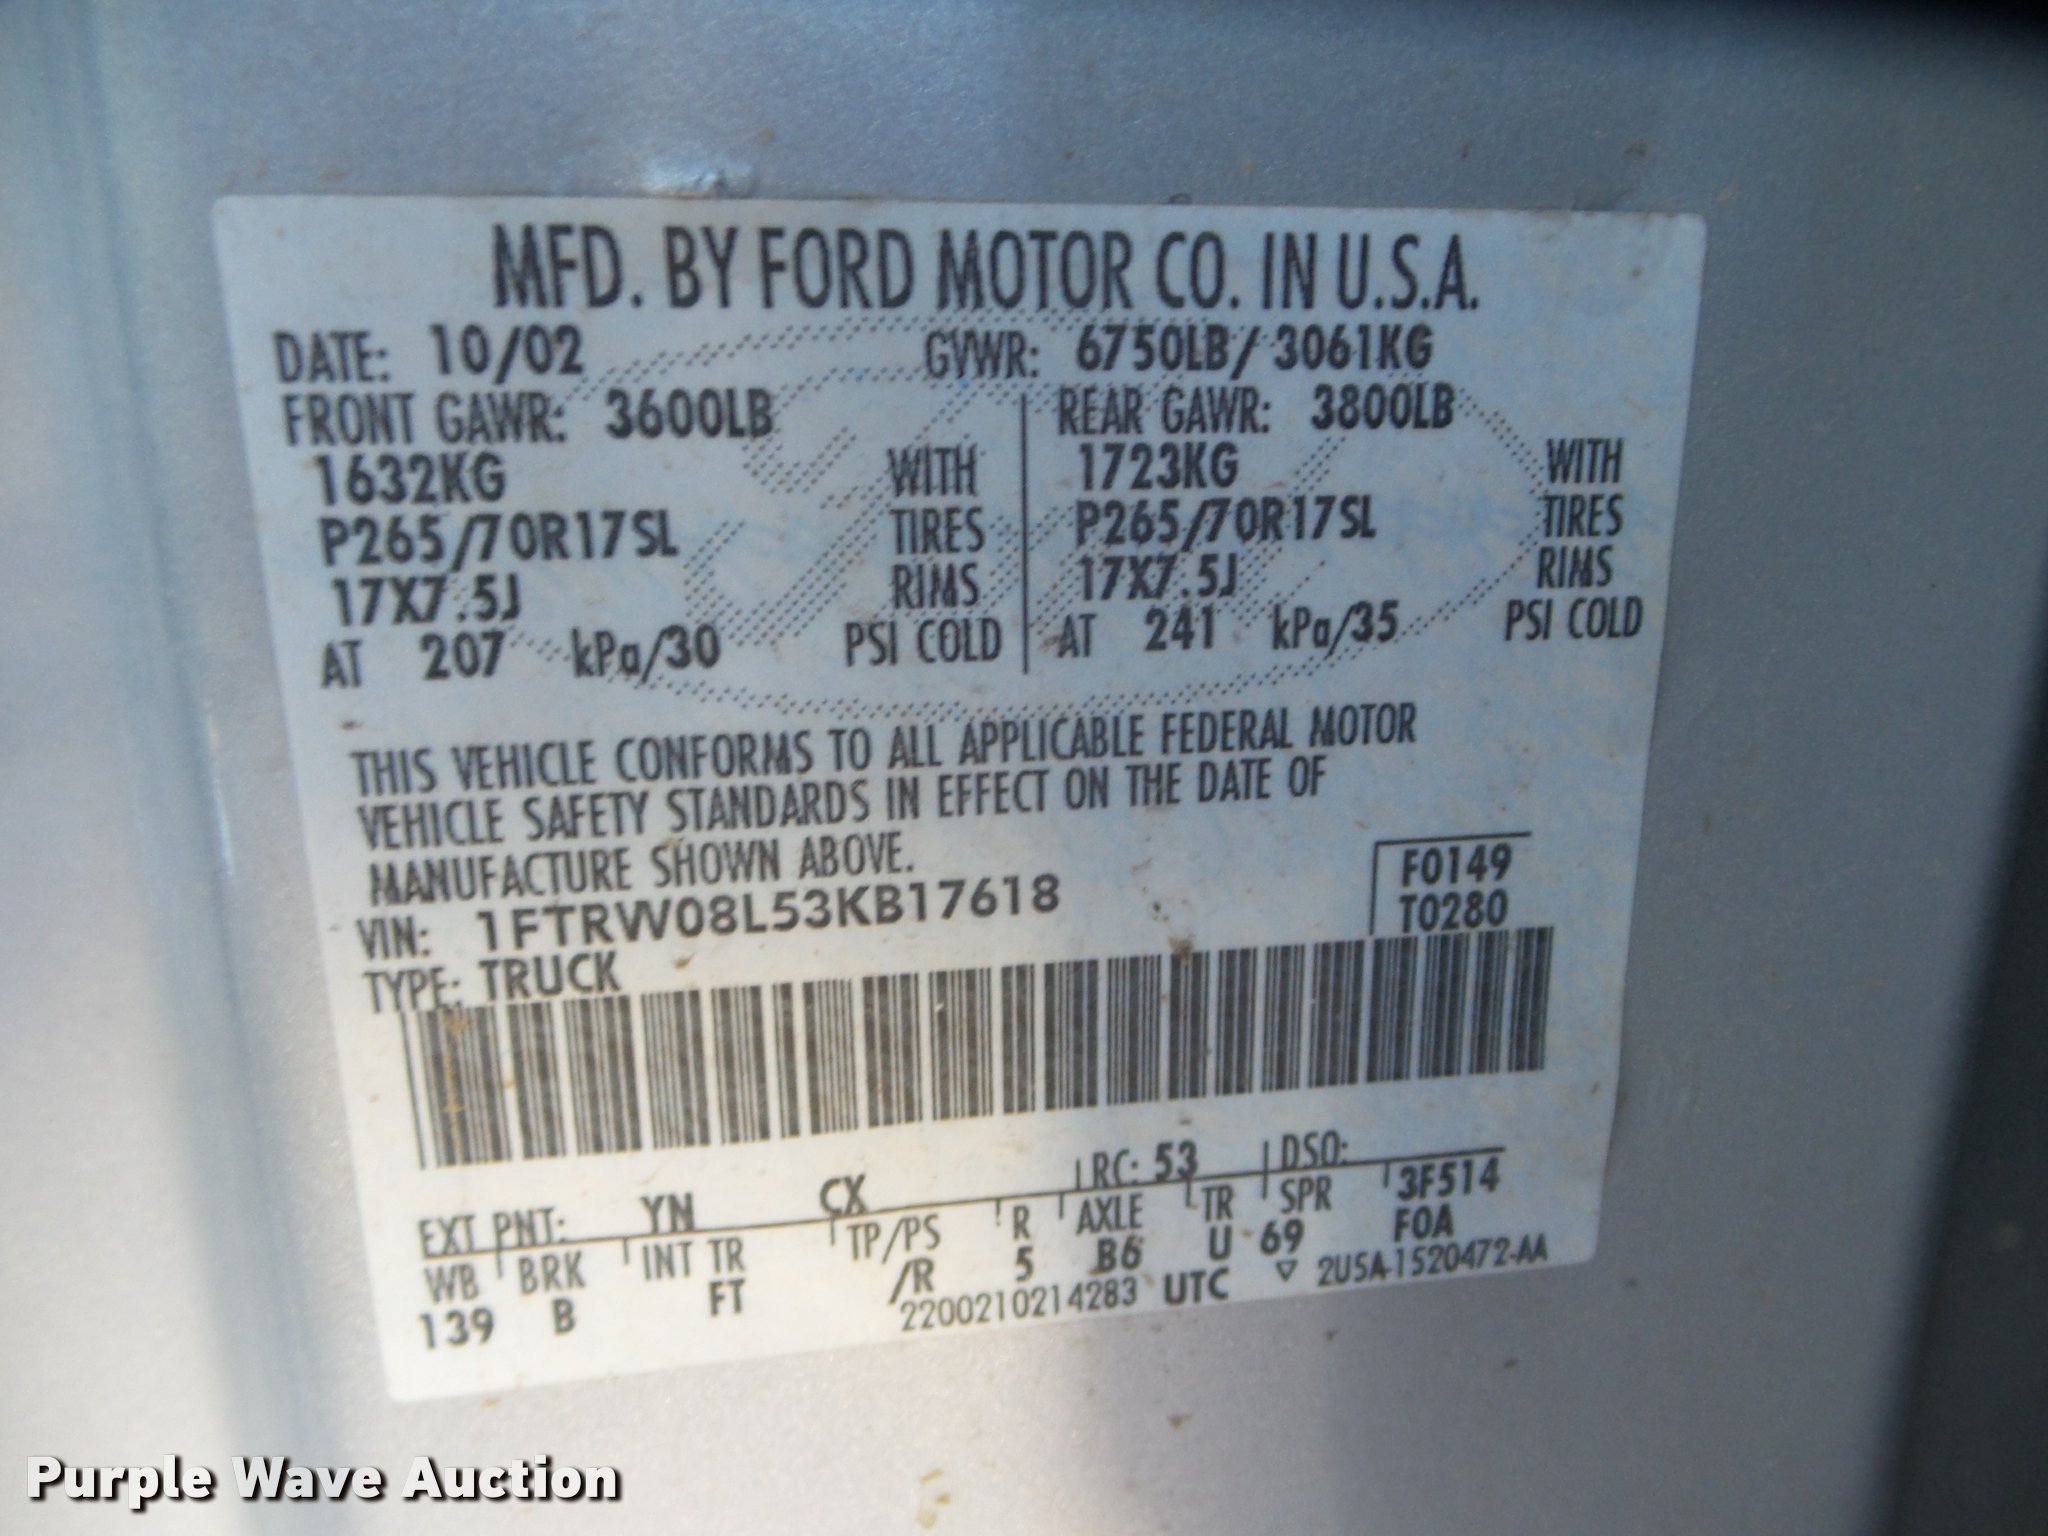 MFD. BY FORD MOTOR CO. IN U.S.A.
DATE: 10/02 GVWR: 6750LB/ 3061KG
FRONT GAWR: 3600LB REAR GAWR: 3800LB
1632KG WITH 1723KG WITH
P265/70R17SL TIRES P265/70R17SL TIRES
17X7.5J RIMS 17X7.5J RIMS
AT 207 kPa/30 PSI COLD AT 241 kPa/35 PSI COLD
THIS VEHICLE CONFORMS TO ALL APPLICABLE FEDERAL MOTOR
VEHICLE SAFETY STANDARDS IN EFFECT ON THE DATE OF
MANUFACTURE SHOWN ABOVE.
VIN: 1FTRW08L53KB17618
F0149
T0280
TYPE: TRUCK
EXT PNT: YN CX RC: 53 DSO:
WB BRK INT TR TP/PS R AXLE TR SPR 3F514
139 B FT /R 5 B6 U 69 FOA
2200210214283 UTC ▽ 2U5A-1520472-AA
Purple Wave Auction